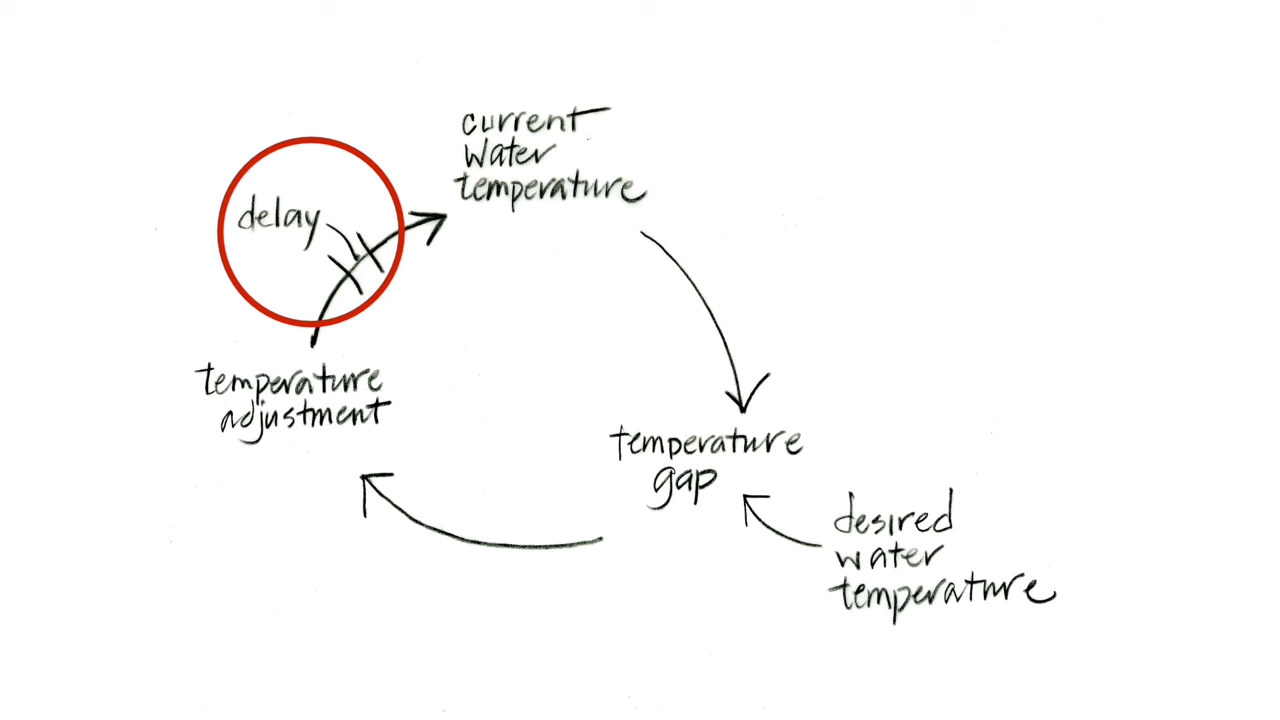 current
water
temperature
delay
temperature
adjustment
temperature
gap
desired
water
temperature